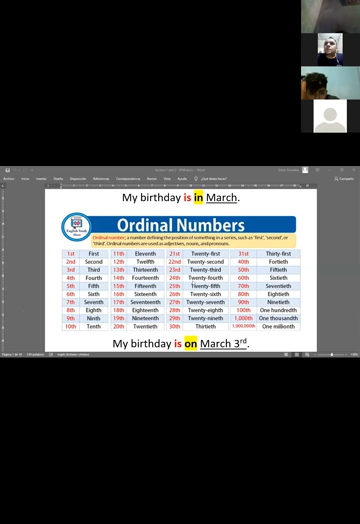 My birthday is in March.
Ordinal Numbers
Ordinal number, a number defining the position of something in a series, such as 'first', 'second', or
'third'. Ordinal numbers are used as adjectives, nouns, and pronouns.
1st First 11th Eleventh 21st Twenty-first 31st Thirty-first
2nd Second 12th Twelfth 22nd Twenty-second 40th Fortieth
3rd Third 13th Thirteenth 23rd Twenty-third 50th Fiftieth
4th Fourth 14th Fourteenth 24th Twenty-fourth 60th Sixtieth
5th Fifth 15th Fifteenth 25th Twenty-fifth 70th Seventieth
6th Sixth 16th Sixteenth 26th Twenty-sixth 80th Eightieth
7th Seventh 17th Seventeenth 27th Twenty-seventh 90th Ninetieth
8th Eighth 18th Eighteenth 28th Twenty-eighth 100th One hundredth
9th Ninth 19th Nineteenth 29th Twenty-nineth 1,000th One thousandth
10th Tenth 20th Twentieth 30th Thirtieth 1,000,000th One millionth
My birthday is on March 3rd.